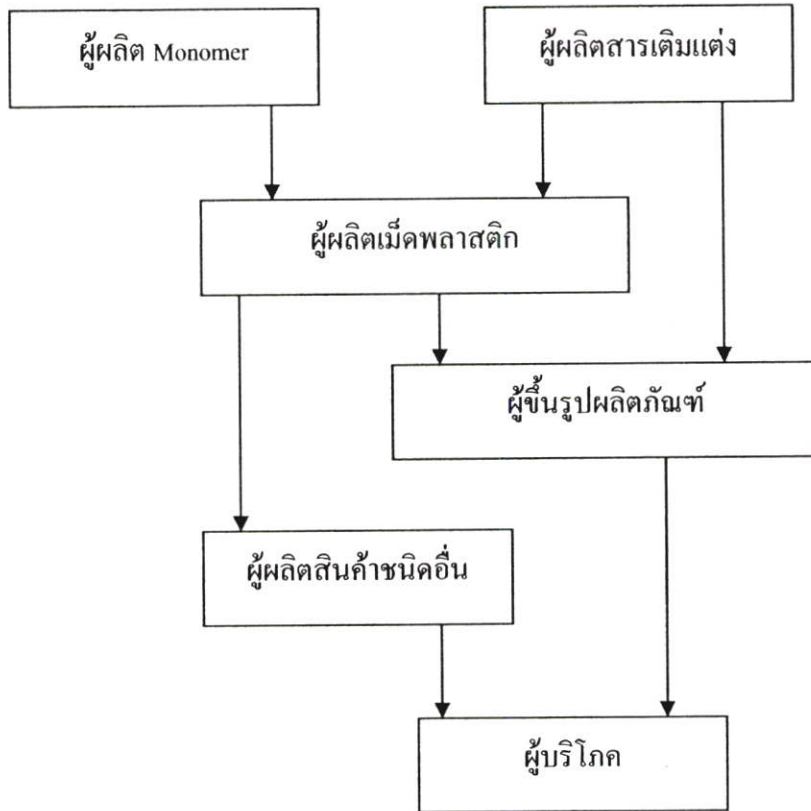 ผู้ผลิต Monomer
ผู้ผลิตสารเติมแต่ง
ผู้ผลิตเม็ดพลาสติก
ผู้ขึ้นรูปผลิตภัณฑ์
ผู้ผลิตสินค้าชนิดอื่น
ผู้บริโภค